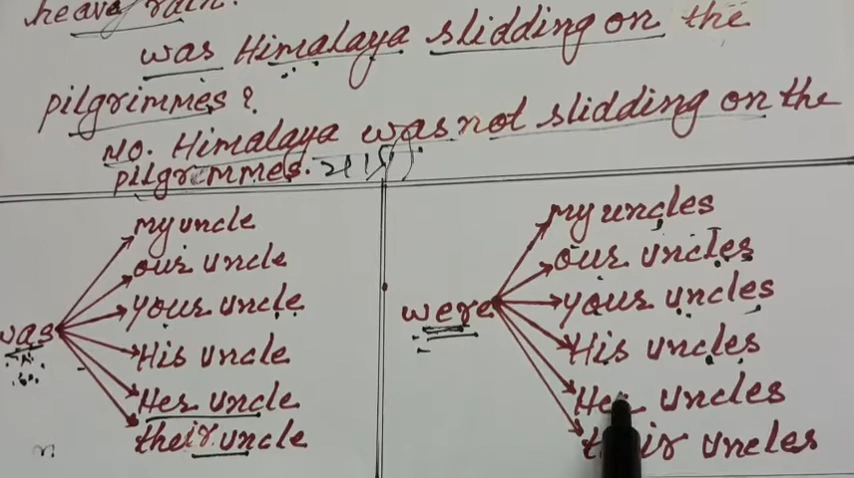 heavy rain.
was Himalaya slidding on the
pilgrimmes?
No. Himalaya was not slidding on the
pilgrimmes.
was
my uncle
our uncle
your uncle
His uncle
Her uncle
their uncle
were
my uncles
our uncles
your uncles
His uncles
Her uncles
their uncles